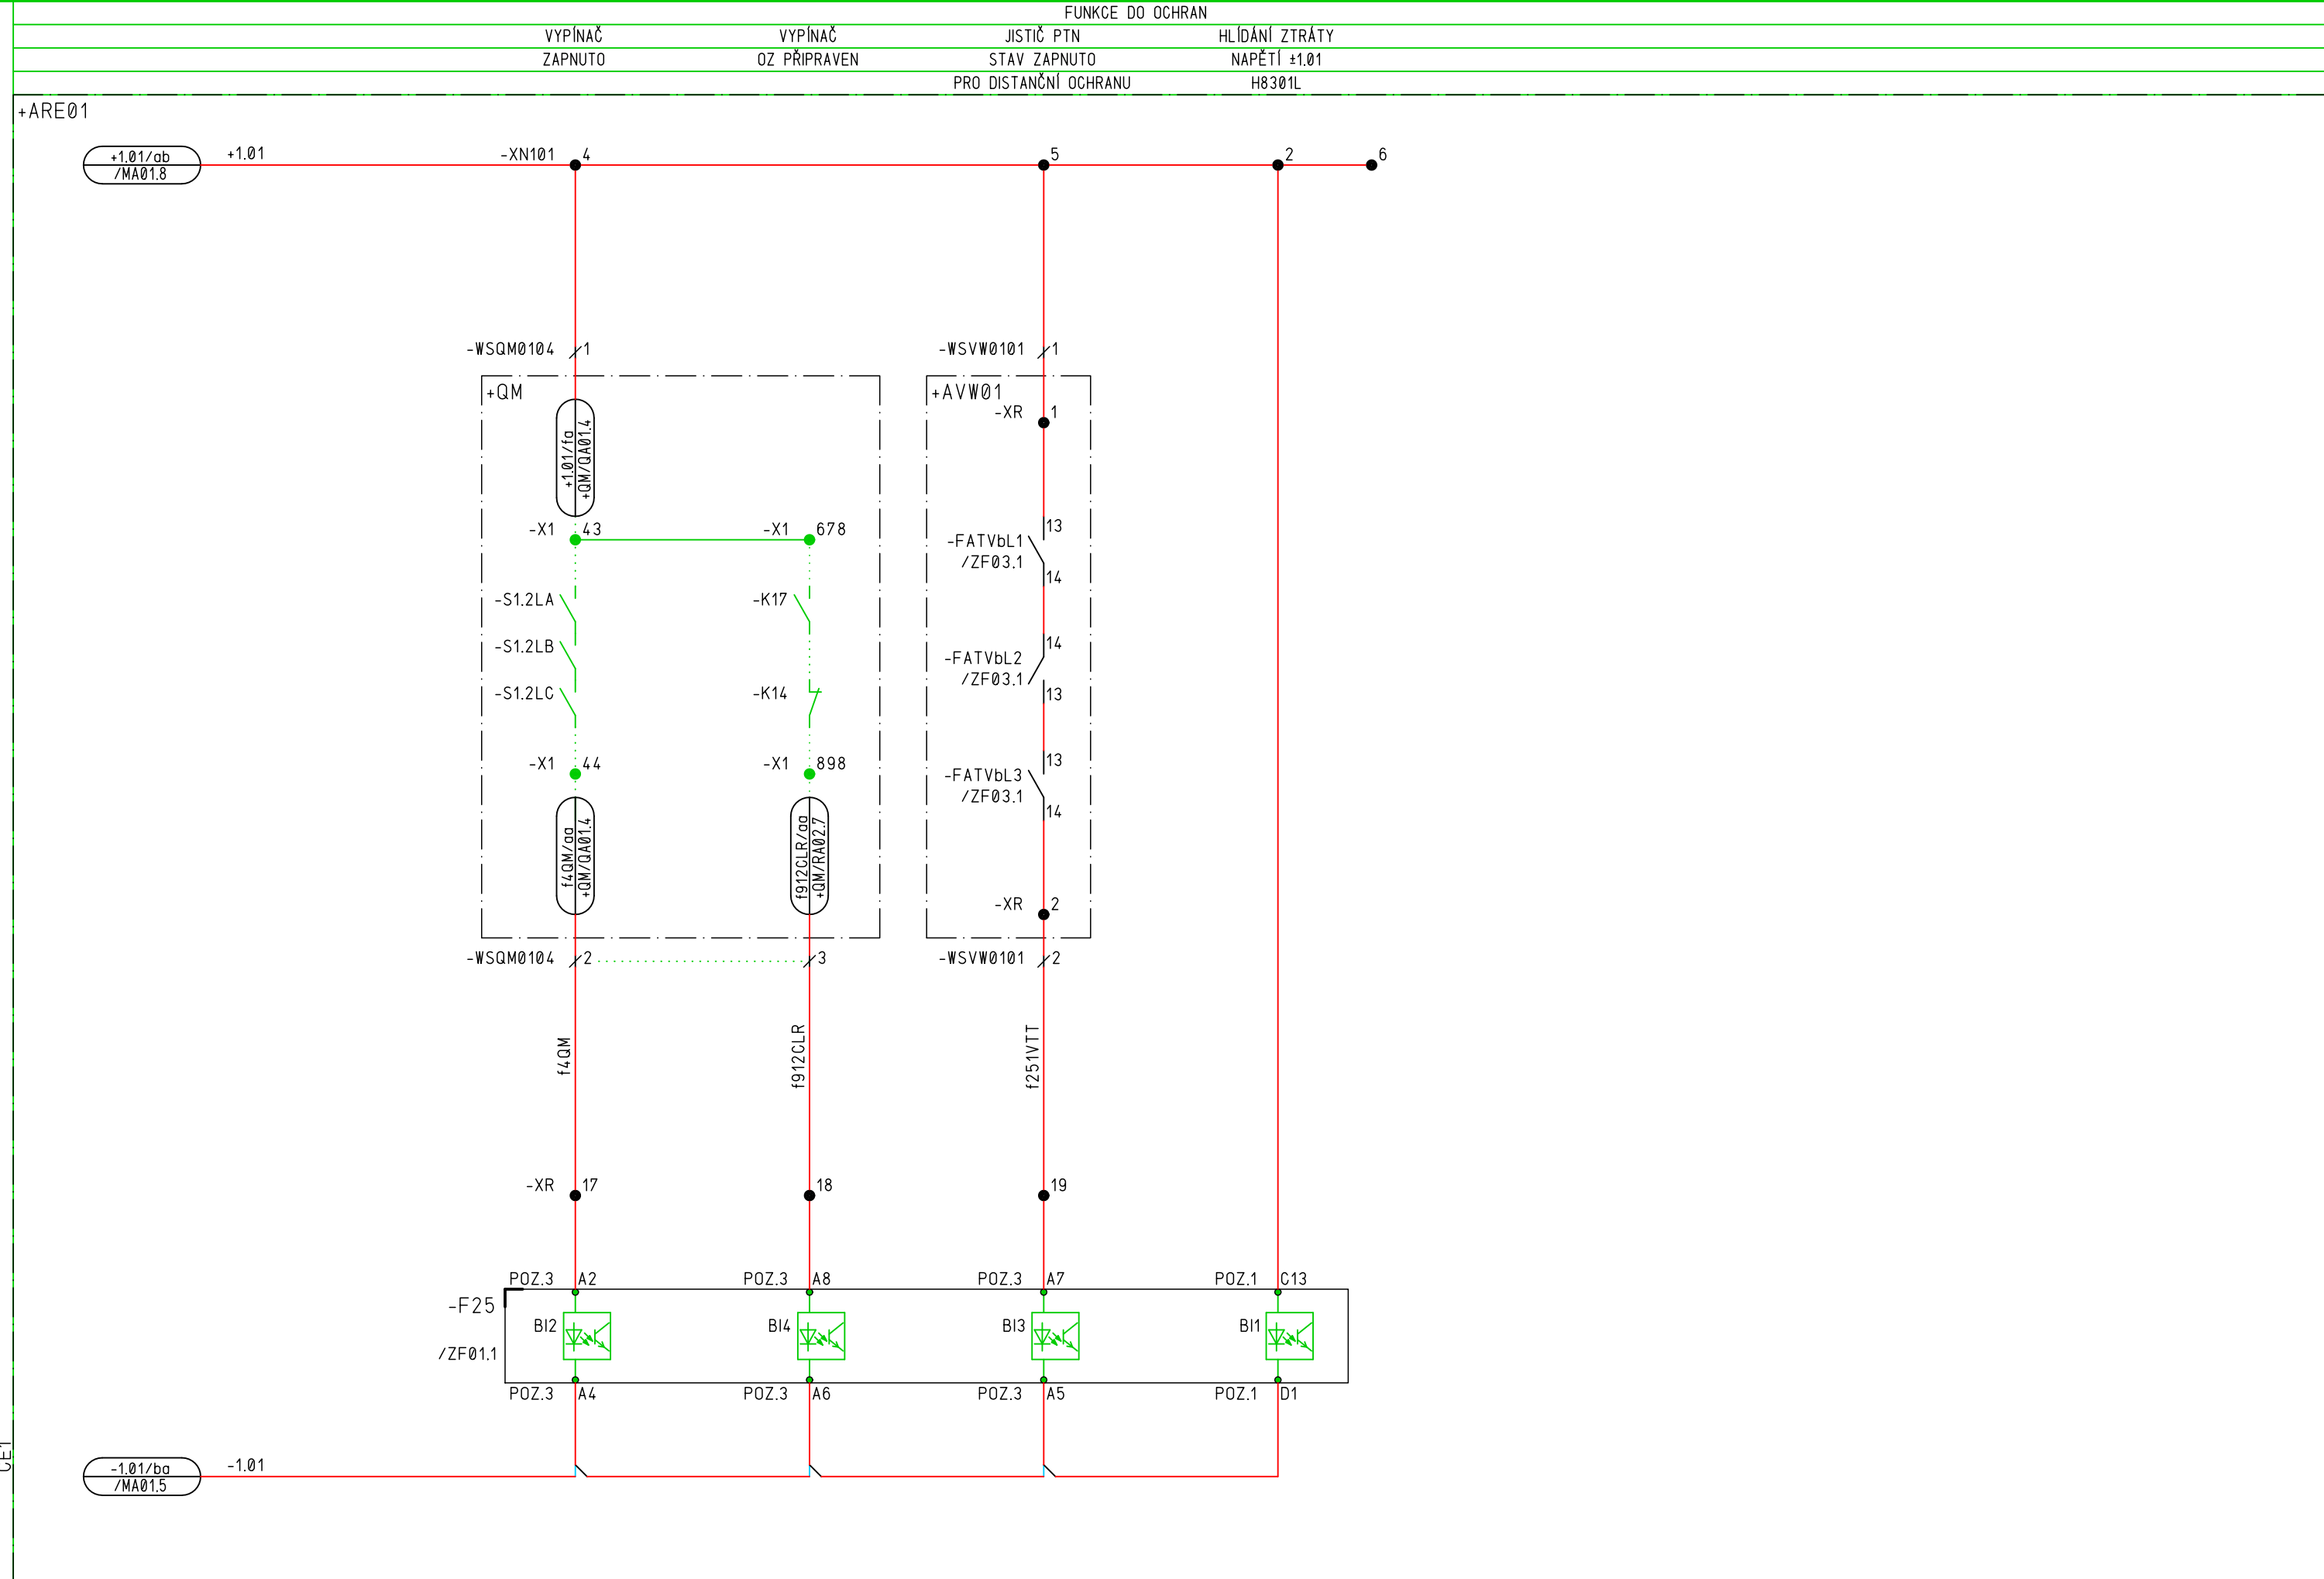 FUNKCE DO OCHRAN
VYPÍNAČ VYPÍNAČ JISTIČ PTN HLÍDÁNÍ ZTRÁTY
ZAPNUTO OZ PŘIPRAVEN STAV ZAPNUTO NAPĚTÍ ±1.01
PRO DISTANČNÍ OCHRANU H8301L
+ARE01
+1.01/ab
/MA01.8
+1.01
-XN101 4 5 2 6
-WSQM0104 1 -WSVW0101 1
+QM +AVW01
-XR 1
+1.01/fa
+QM/QA01.4
-X1 43 -X1 678
13
-FATVbL1
/ZF03.1
14
-S1.2LA -K17
-S1.2LB
14
-FATVbL2
/ZF03.1
13
-S1.2LC -K14
-X1 44 -X1 898
13
-FATVbL3
/ZF03.1
14
f4QM/aa
+QM/QA01.4
f912CLR/aa
+QM/RA02.7
-XR 2
-WSQM0104 2 3 -WSVW0101 2
f4QM f912CLR f251VTT
-XR 17 18 19
POZ.3 A2 POZ.3 A8 POZ.3 A7 POZ.1 C13
-F25
BI2 BI4 BI3 BI1
/ZF01.1
POZ.3 A4 POZ.3 A6 POZ.3 A5 POZ.1 D1
-1.01/ba
/MA01.5
-1.01